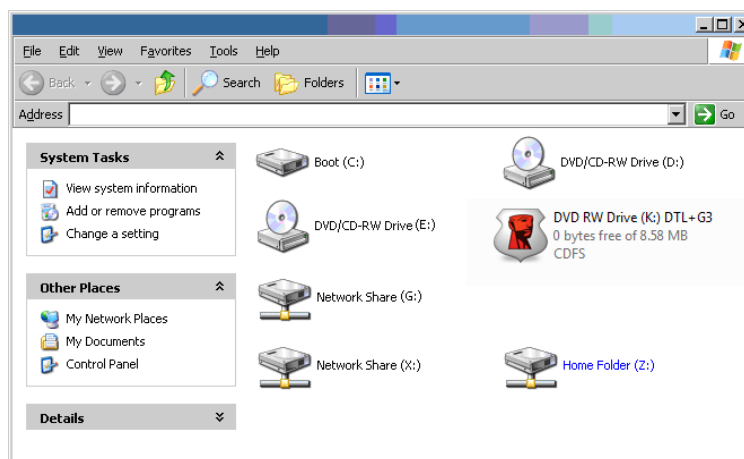 File Edit View Favorites Tools Help
Back Search Folders
Address Go
System Tasks
View system information
Add or remove programs
Change a setting
Other Places
My Network Places
My Documents
Control Panel
Details
Boot (C:)
DVD/CD-RW Drive (D:)
DVD/CD-RW Drive (E:)
DVD RW Drive (K:) DTL+G3
0 bytes free of 8.58 MB
CDFS
Network Share (G:)
Network Share (X:)
Home Folder (Z:)